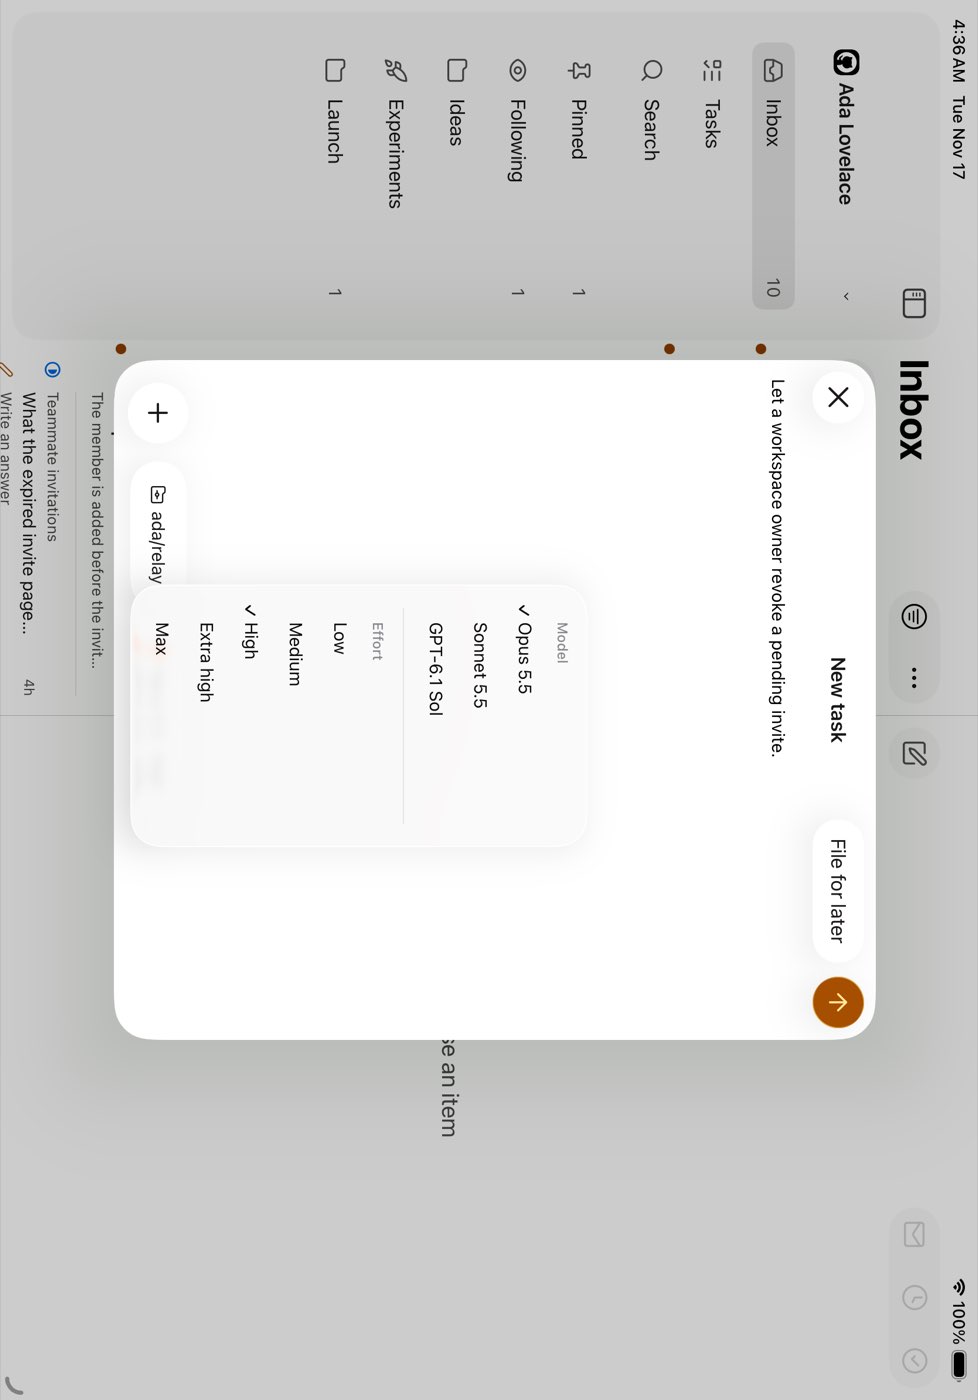 4:36 AM Tue Nov 17
100%
Inbox
Ada Lovelace
Inbox 10
Tasks
Search
Pinned 1
Following 1
Ideas
Experiments
Launch 1
New task
File for later
Let a workspace owner revoke a pending invite.
Model
Opus 5.5
Sonnet 5.5
GPT-6.1 Sol
Effort
Low
Medium
High
Extra high
Max
ada/relay
an item
The member is added before the invit...
Teammate invitations
What the expired invite page... 4h
Write an answer